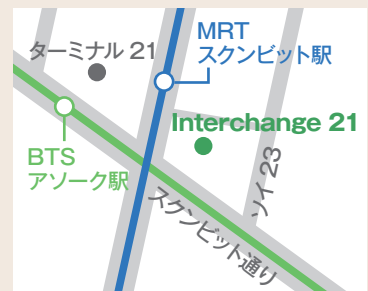 MRT
スクンビット駅
ターミナル 21
Interchange 21
BTS
アソーク駅
ソイ 23
スクンビット通り